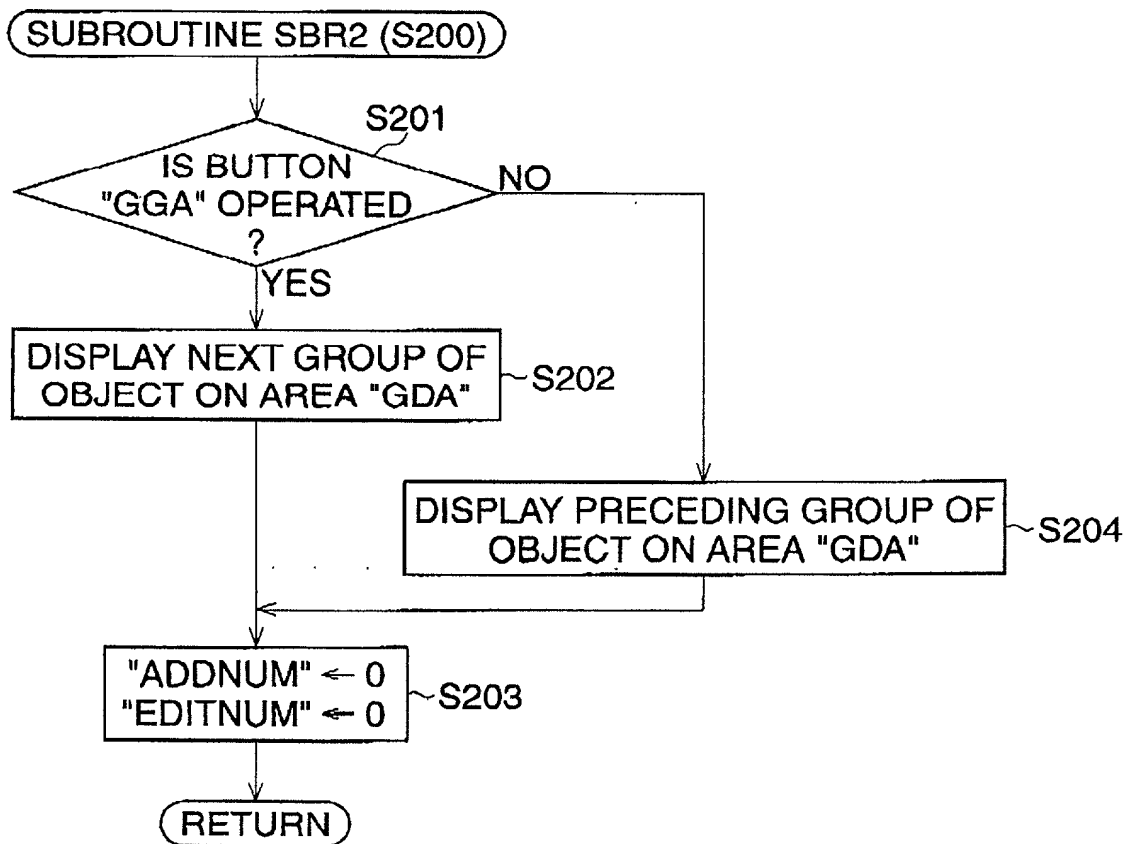 SUBROUTINE SBR2 (S200)
S201
IS BUTTON
"GGA" OPERATED
?
NO
YES
DISPLAY NEXT GROUP OF
OBJECT ON AREA "GDA"
S202
DISPLAY PRECEDING GROUP OF
OBJECT ON AREA "GDA"
S204
"ADDNUM" ← 0
"EDITNUM" ← 0
S203
RETURN